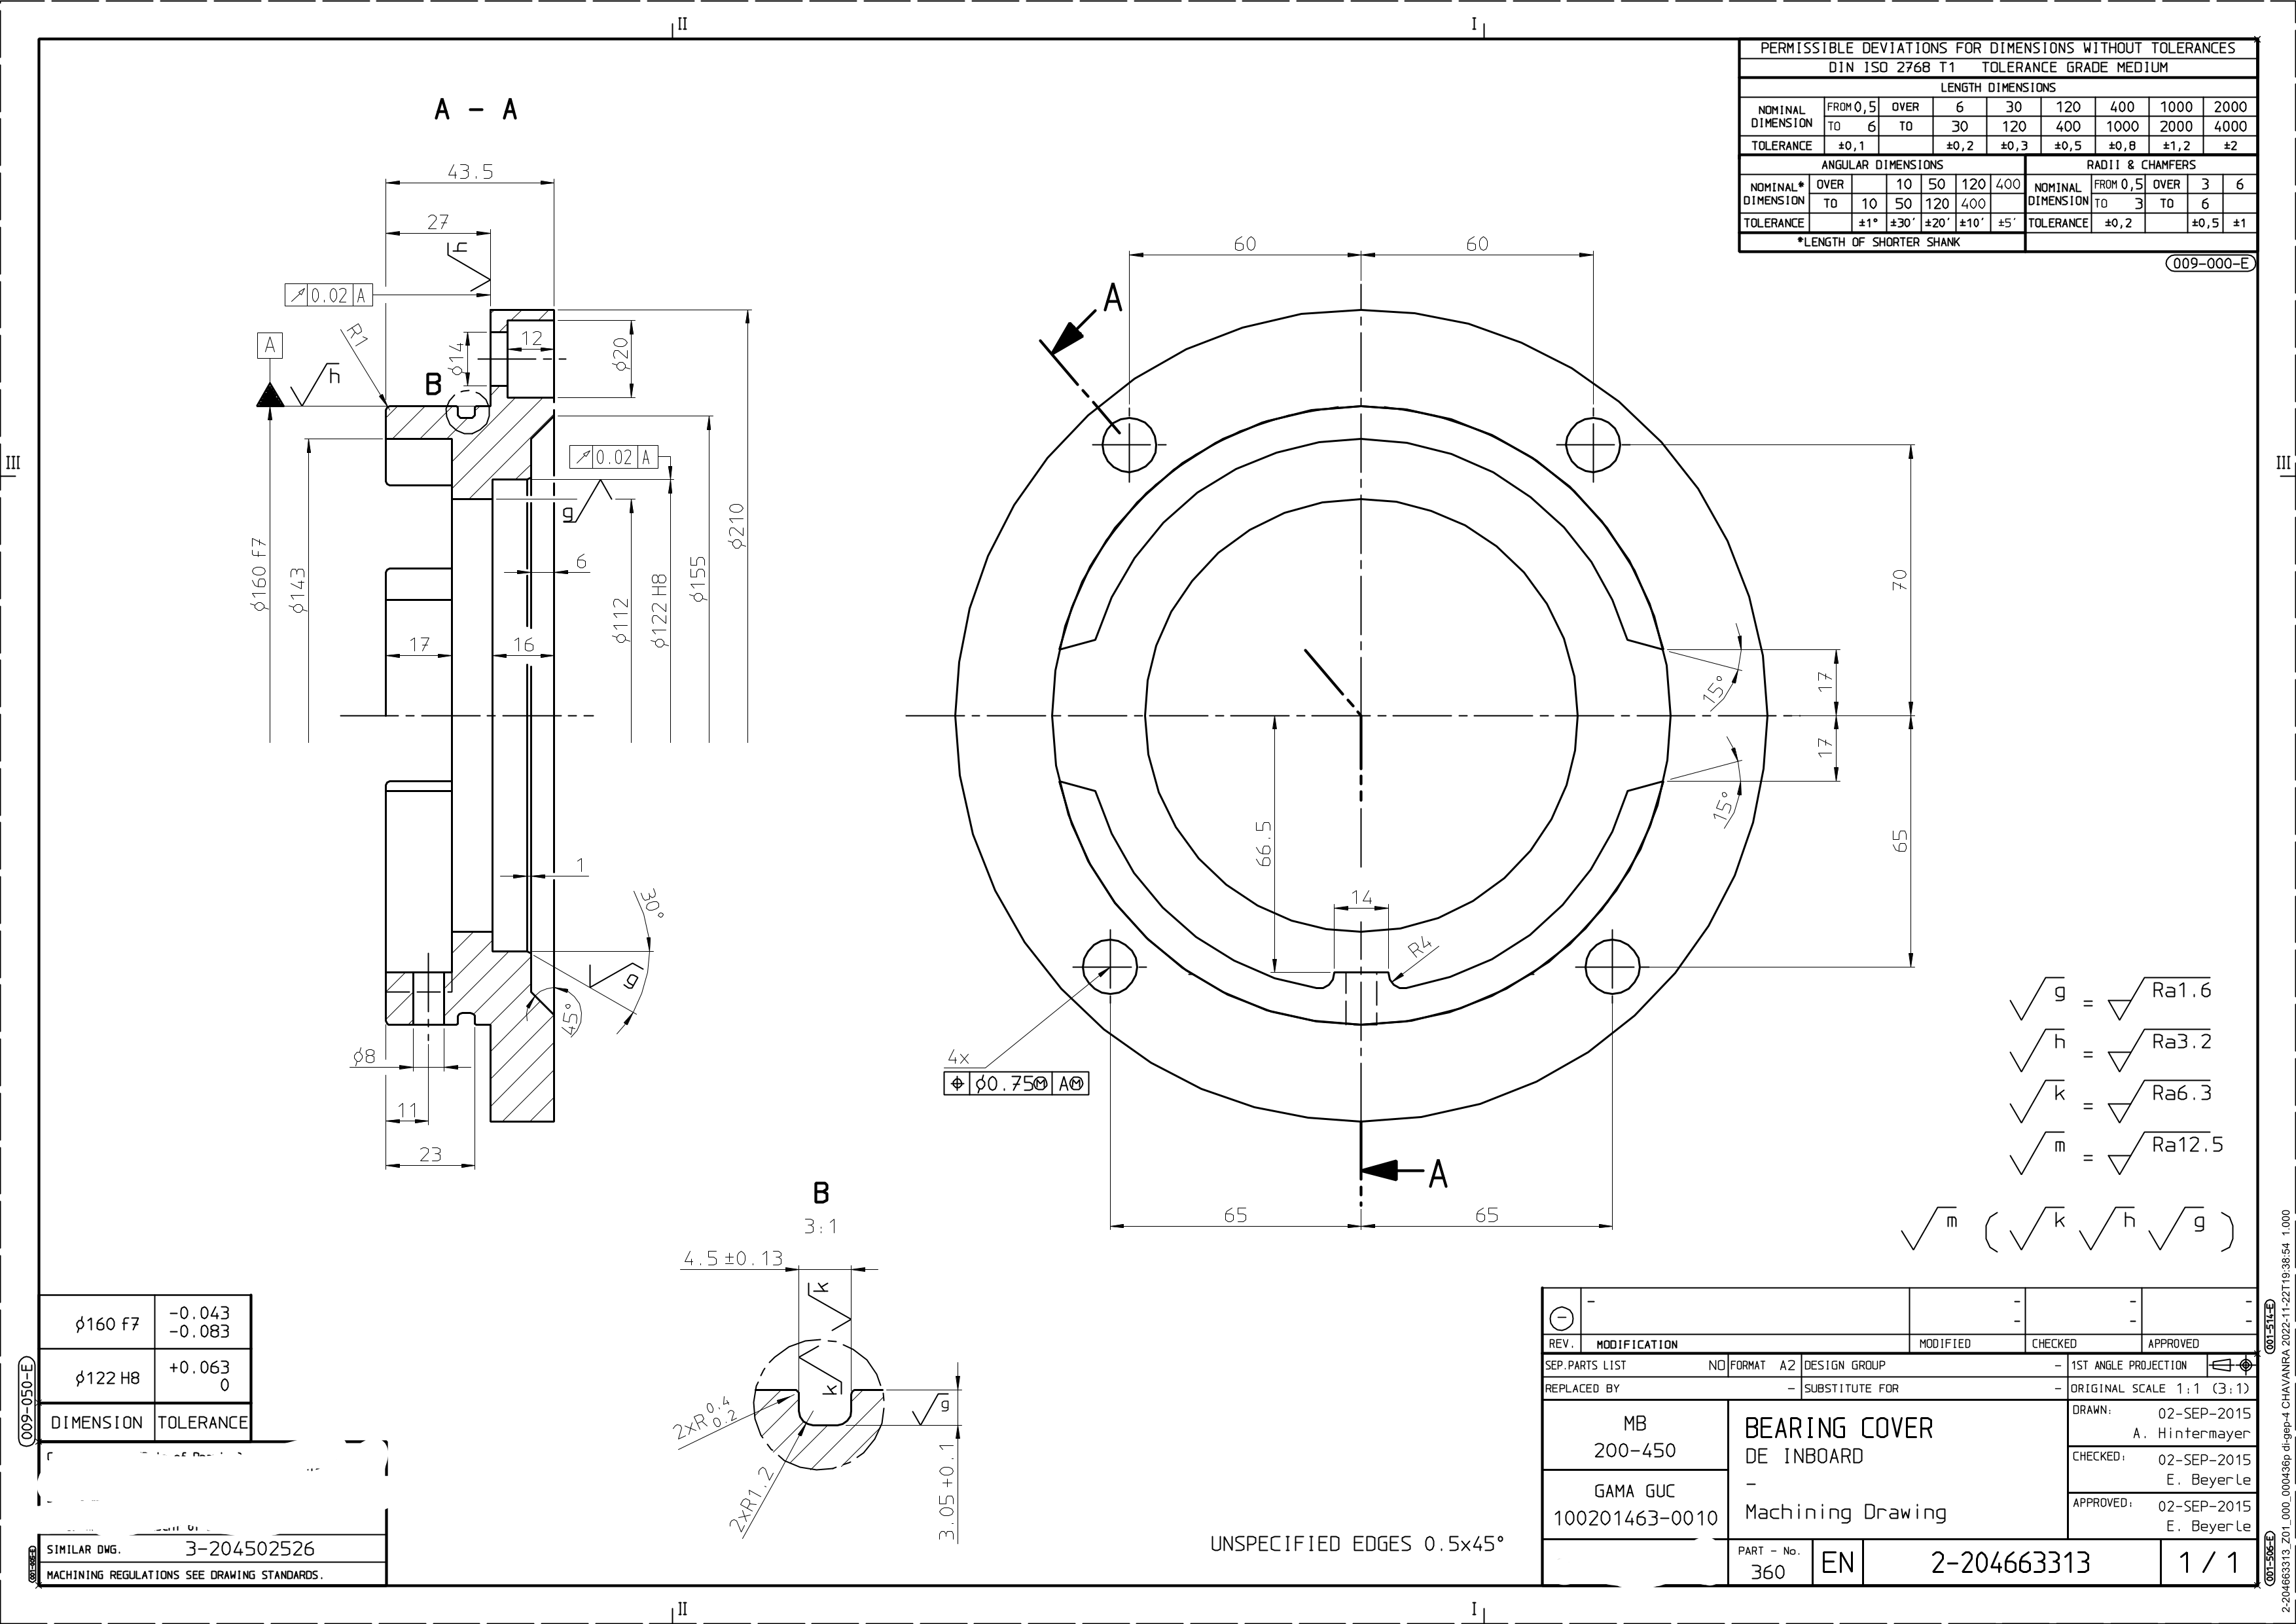 II
I
III
III
II
I
PERMISSIBLE DEVIATIONS FOR DIMENSIONS WITHOUT TOLERANCES
DIN ISO 2768 T1 TOLERANCE GRADE MEDIUM
LENGTH DIMENSIONS
NOMINAL DIMENSION FROM 0,5 OVER 6 30 120 400 1000 2000
TO 6 TO 30 120 400 1000 2000 4000
TOLERANCE ±0,1 ±0,2 ±0,3 ±0,5 ±0,8 ±1,2 ±2
ANGULAR DIMENSIONS RADII & CHAMFERS
NOMINAL* DIMENSION OVER 10 50 120 400 NOMINAL DIMENSION FROM 0,5 OVER 3 6
TO 10 50 120 400 TO 3 TO 6
TOLERANCE ±1° ±30′ ±20′ ±10′ ±5′ TOLERANCE ±0,2 ±0,5 ±1
*LENGTH OF SHORTER SHANK
009-000-E
A - A
43.5
27
h
0.02 A
R1
A
h
B
ϕ14
12
ϕ20
0.02 A
g
ϕ160 f7
ϕ143
6
ϕ112
ϕ122 H8
ϕ155
ϕ210
17
16
1
30°
g
45°
ϕ8
11
23
60
60
A
70
15°
17
17
15°
65
66.5
14
R4
4x
⌖ ϕ0.75Ⓜ AⓂ
A
65
65
g = Ra1.6
h = Ra3.2
k = Ra6.3
m = Ra12.5
m ( k h g )
B
3:1
4.5 ±0.13
k
k
g
2xR 0.4
0.2
2xR1.2
3.05 +0.1
UNSPECIFIED EDGES 0.5x45°
ϕ160 f7 -0.043
-0.083
ϕ122 H8 +0.063
0
DIMENSION TOLERANCE
009-050-E
SIMILAR DWG. 3-204502526
MACHINING REGULATIONS SEE DRAWING STANDARDS.
REV. MODIFICATION MODIFIED CHECKED APPROVED
SEP.PARTS LIST NO FORMAT A2 DESIGN GROUP - 1ST ANGLE PROJECTION
REPLACED BY - SUBSTITUTE FOR - ORIGINAL SCALE 1:1 (3:1)
MB
200-450
GAMA GUC
100201463-0010
BEARING COVER
DE INBOARD
-
Machining Drawing
DRAWN: 02-SEP-2015
A. Hintermayer
CHECKED: 02-SEP-2015
E. Beyerle
APPROVED: 02-SEP-2015
E. Beyerle
PART - No.
360
EN
2-204663313
1 / 1
001-514-E
001-506-E
2-204663313_Z01_000_000436p di-gep-4 CHAVANRA 2022-11-22T19:38:54 1.000